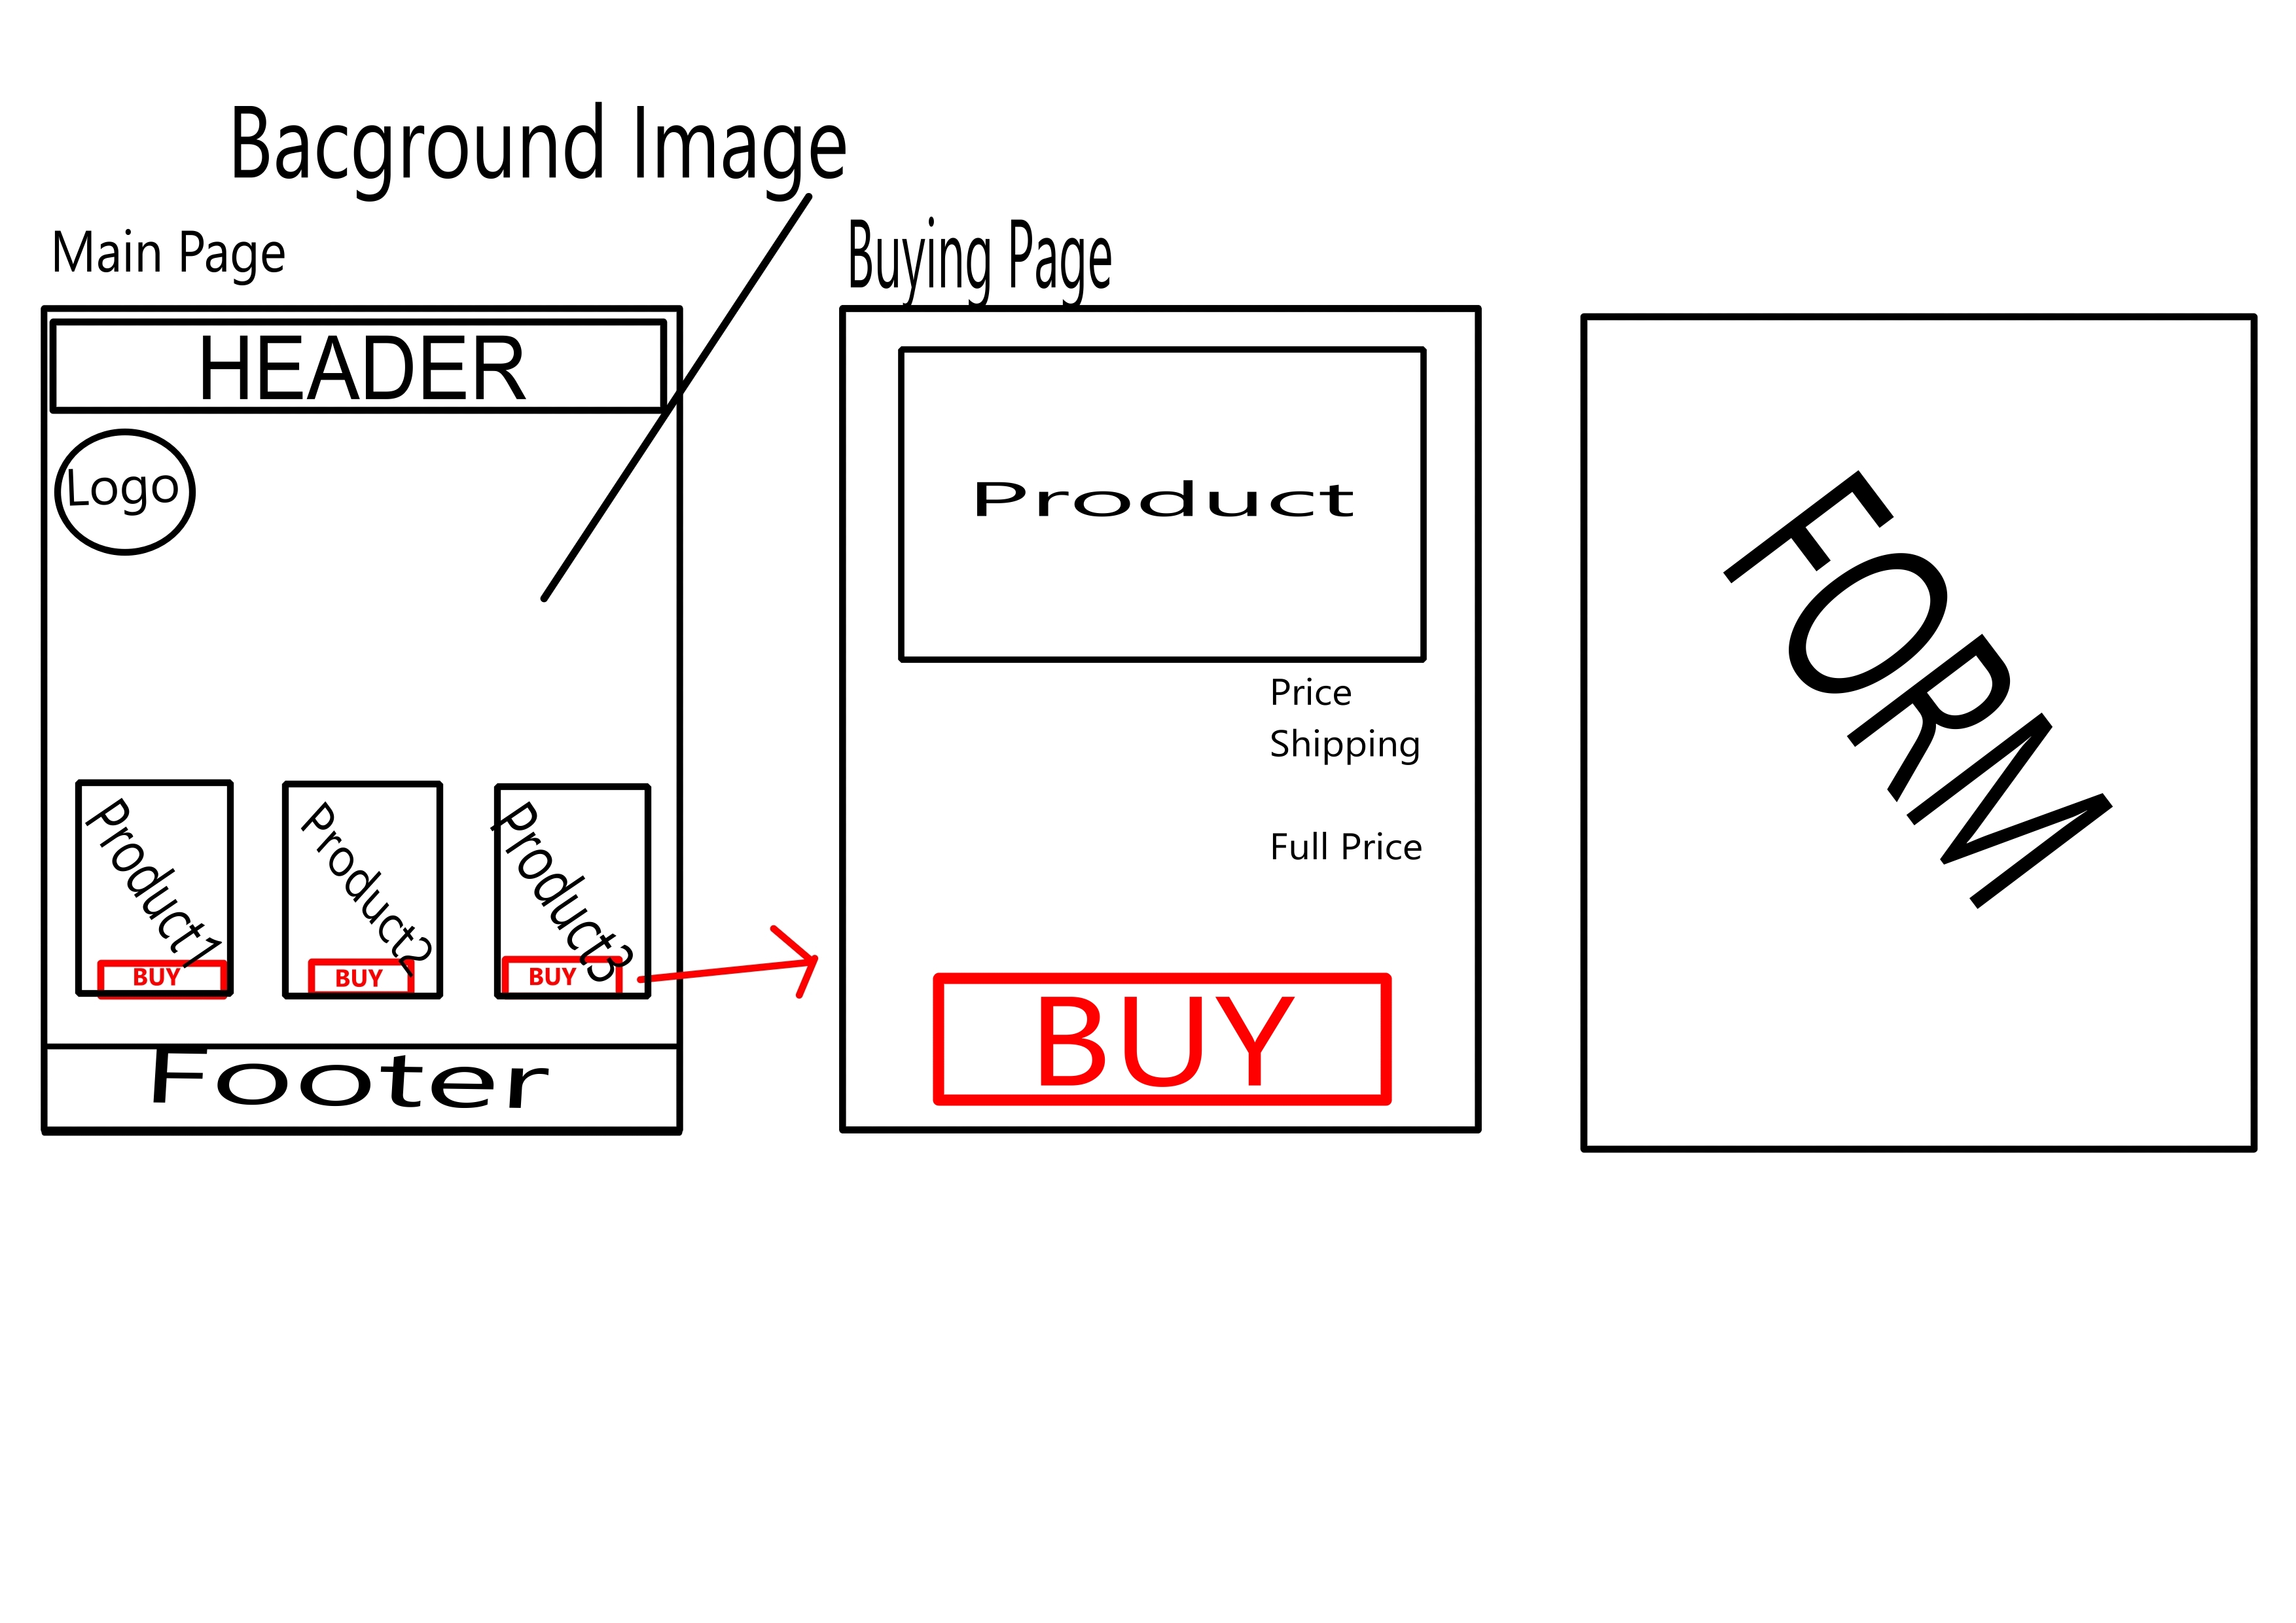 Bacground Image
Main Page
HEADER
Logo
Product1
BUY
Product2
BUY
Product3
BUY
Footer
Buying Page
Product
Price
Shipping
Full Price
BUY
FORM